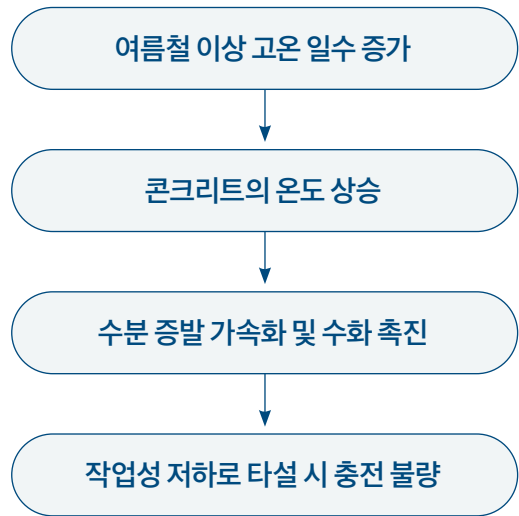 여름철 이상 고온 일수 증가
콘크리트의 온도 상승
수분 증발 가속화 및 수화 촉진
작업성 저하로 타설 시 충전 불량